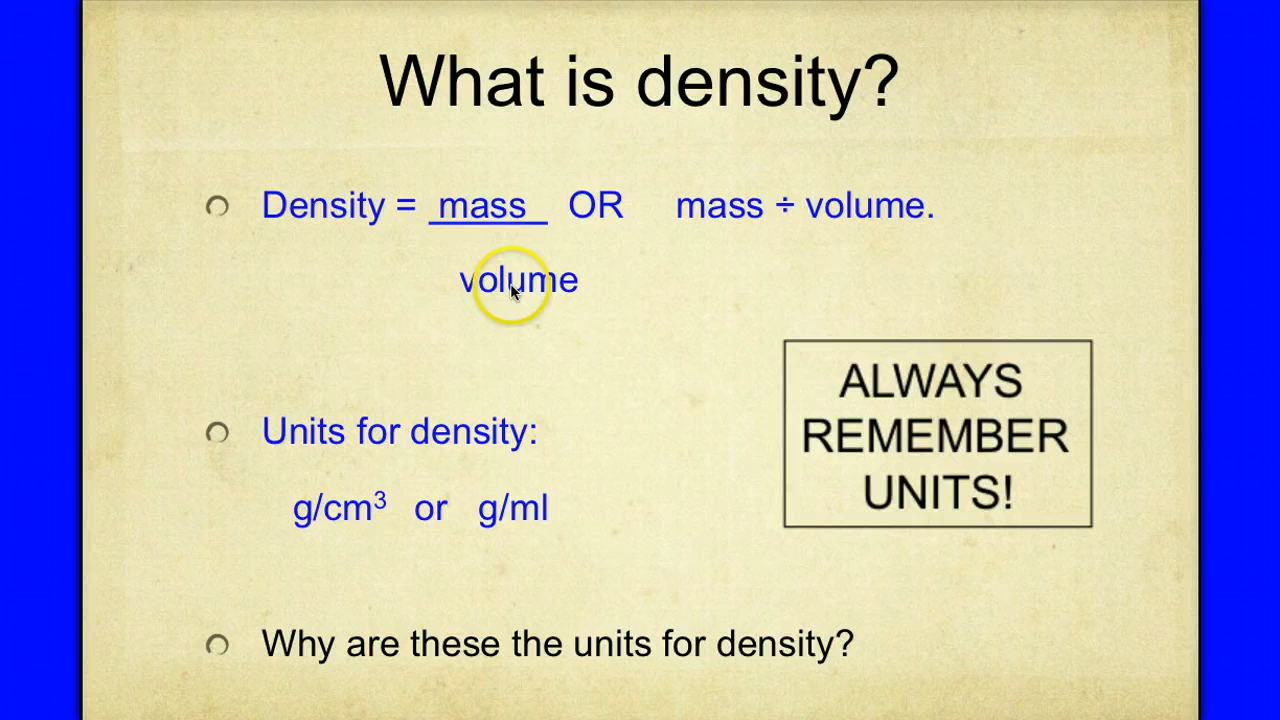 What is density?
Density = mass OR mass ÷ volume.
volume
ALWAYS
REMEMBER
UNITS!
Units for density:
g/cm³ or g/ml
Why are these the units for density?